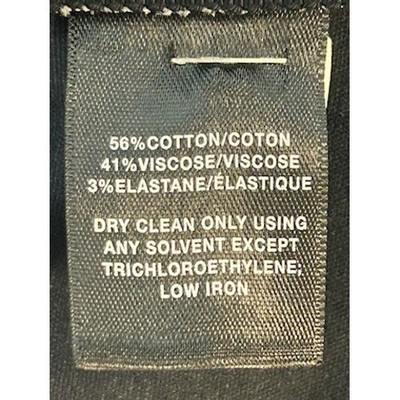 56%COTTON/COTON
41%VISCOSE/VISCOSE
3%ELASTANE/ÉLASTIQUE
DRY CLEAN ONLY USING
ANY SOLVENT EXCEPT
TRICHLOROETHYLENE;
LOW IRON